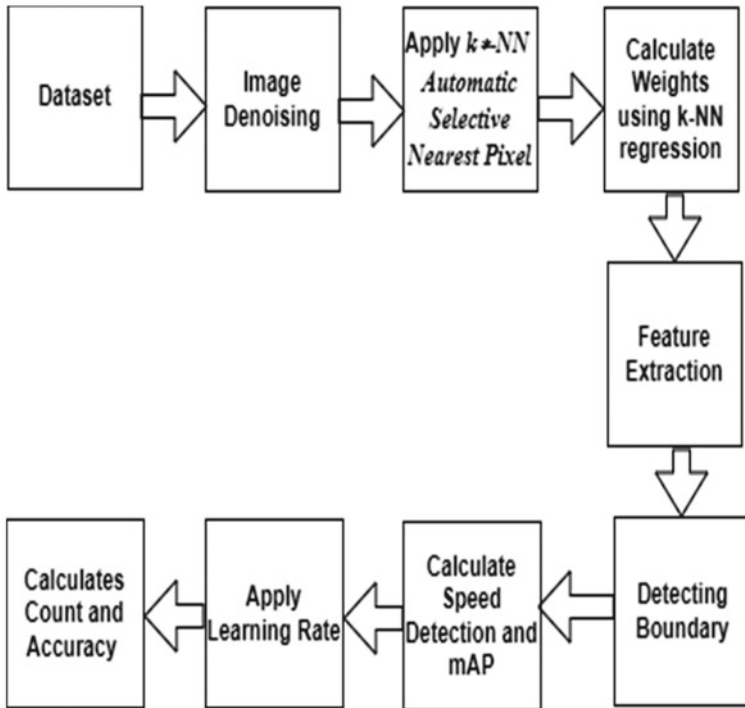 Dataset
Image
Denoising
Apply k*-NN
Automatic
Selective
Nearest Pixel
Calculate
Weights
using k-NN
regression
Feature
Extraction
Detecting
Boundary
Calculate
Speed
Detection and
mAP
Apply
Learning Rate
Calculates
Count and
Accuracy